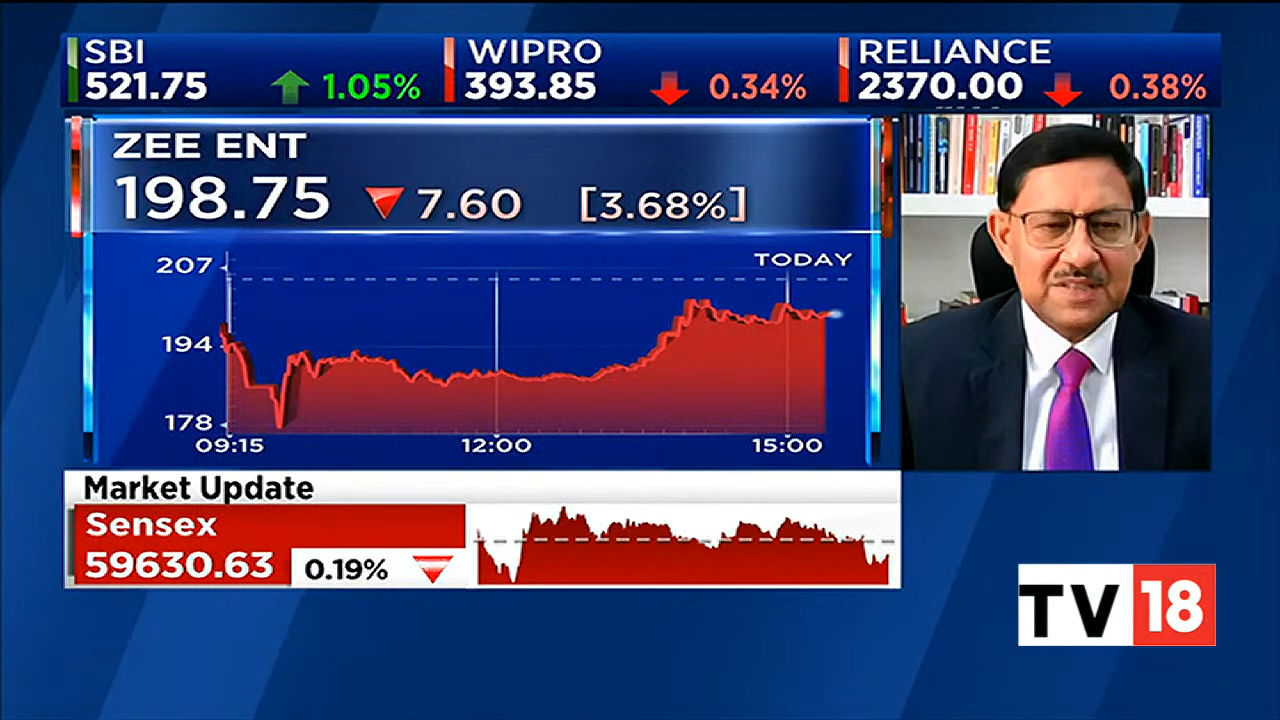 SBI
521.75 1.05%
WIPRO
393.85 0.34%
RELIANCE
2370.00 0.38%
ZEE ENT
198.75 7.60 [3.68%]
TODAY
207
194
178
09:15 12:00 15:00
Market Update
Sensex
59630.63 0.19%
TV18